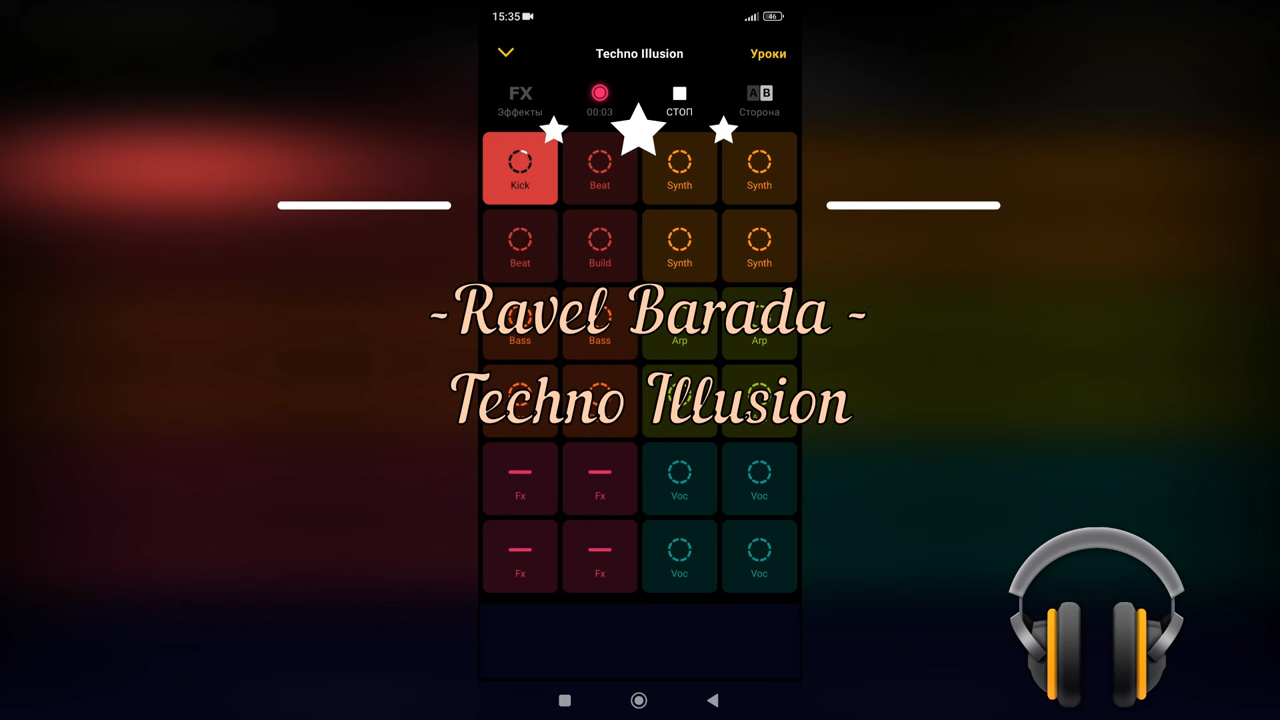 15:35 46
Techno Illusion Уроки
FX A B
Эффекты 00:03 СТОП Сторона
Kick Beat Synth Synth
Beat Build Synth Synth
-Ravel Barada -
Bass Bass Arp Arp
Techno Illusion
Fx Fx Voc Voc
Fx Fx Voc Voc